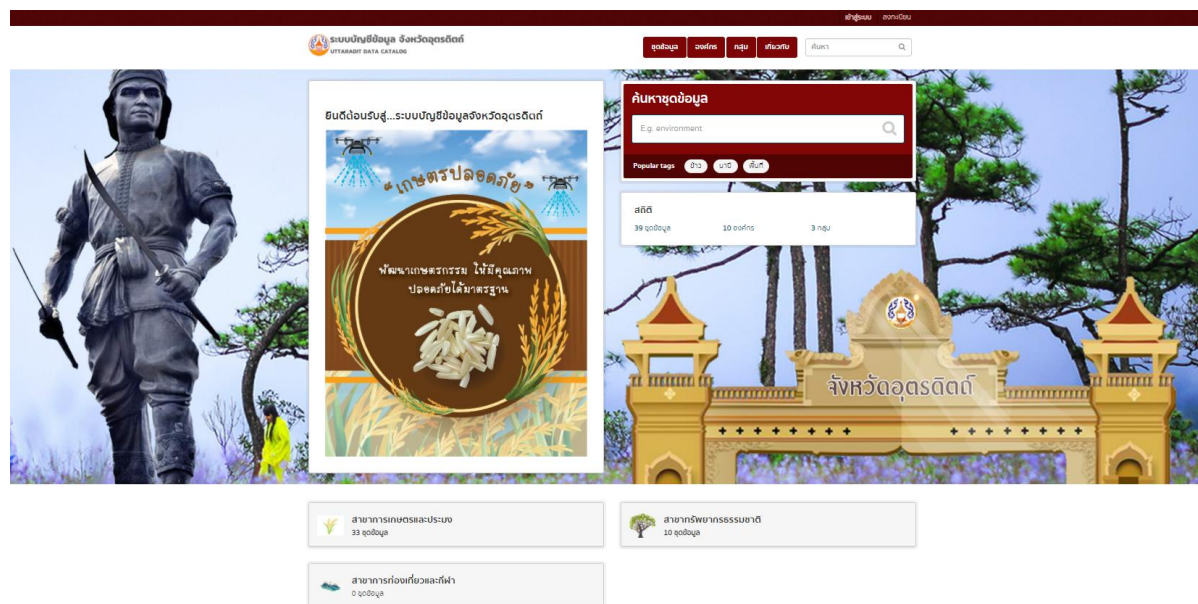 เข้าสู่ระบบ ลงทะเบียน
ระบบบัญชีข้อมูล จังหวัดอุตรดิตถ์
UTTARADIT DATA CATALOG
ชุดข้อมูล องค์กร กลุ่ม เกี่ยวกับ ค้นหา
ยินดีต้อนรับสู่...ระบบบัญชีข้อมูลจังหวัดอุตรดิตถ์
“เกษตรปลอดภัย”
พัฒนาเกษตรกรรม ให้มีคุณภาพ
ปลอดภัยได้มาตรฐาน
ค้นหาชุดข้อมูล
E.g. environment
Popular tags ข้าว นาปี พื้นที่
สถิติ
39 ชุดข้อมูล 10 องค์กร 3 กลุ่ม
จังหวัดอุตรดิตถ์
สาขาการเกษตรและประมง
33 ชุดข้อมูล
สาขาทรัพยากรธรรมชาติ
10 ชุดข้อมูล
สาขาการท่องเที่ยวและกีฬา
0 ชุดข้อมูล